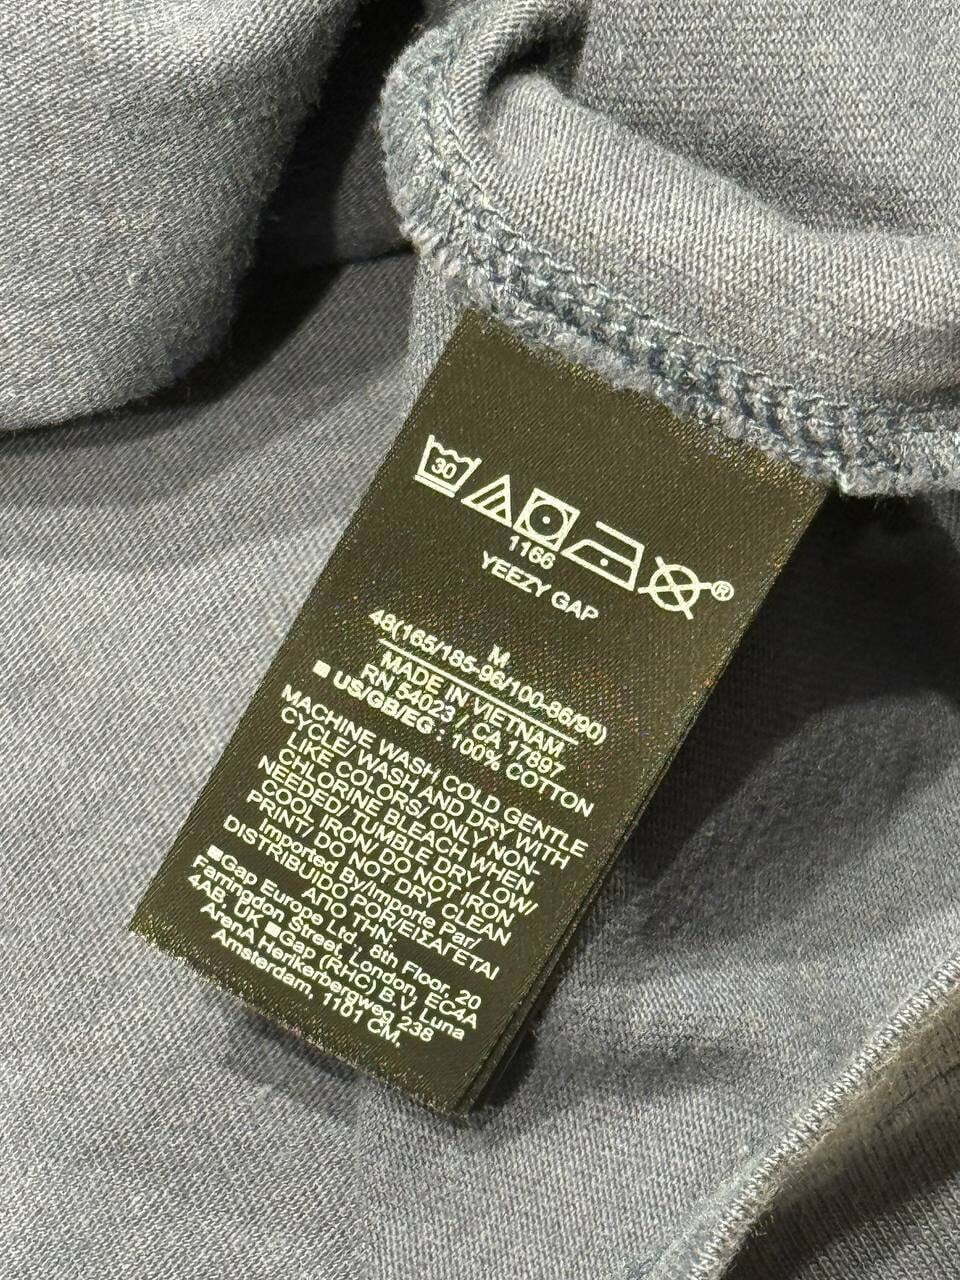 30
®
1166
YEEZY GAP
M
48(165/185-96/100-86/90)
MADE IN VIETNAM
RN 54023 / CA 17897
■ US/GB/EG : 100% COTTON
MACHINE WASH COLD GENTLE
CYCLE/ WASH AND DRY WITH
LIKE COLORS/ ONLY NON-
CHLORINE BLEACH WHEN
NEEDED/ TUMBLE DRY LOW/
COOL IRON/ DO NOT IRON
PRINT/ DO NOT DRY CLEAN
Imported By/Importe Par/
DISTRIBUIDO POR/ΕΙΣΑΓΕΤΑΙ
ΑΠΟ ΤΗΝ:
■Gap Europe Ltd., 8th Floor, 20
Farringdon Street, London, EC4A
4AB, UK ■Gap (RHC) B.V. Luna
ArenA Herikerbergweg 238
Amsterdam, 1101 CM,